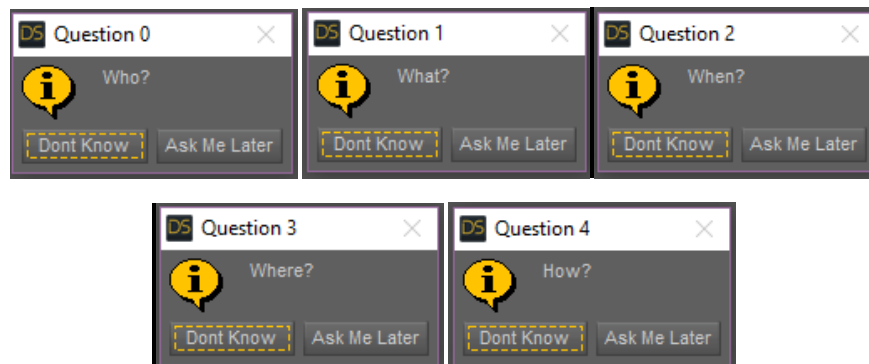 DS Question 0
Who?
Dont Know Ask Me Later
DS Question 1
What?
Dont Know Ask Me Later
DS Question 2
When?
Dont Know Ask Me Later
DS Question 3
Where?
Dont Know Ask Me Later
DS Question 4
How?
Dont Know Ask Me Later